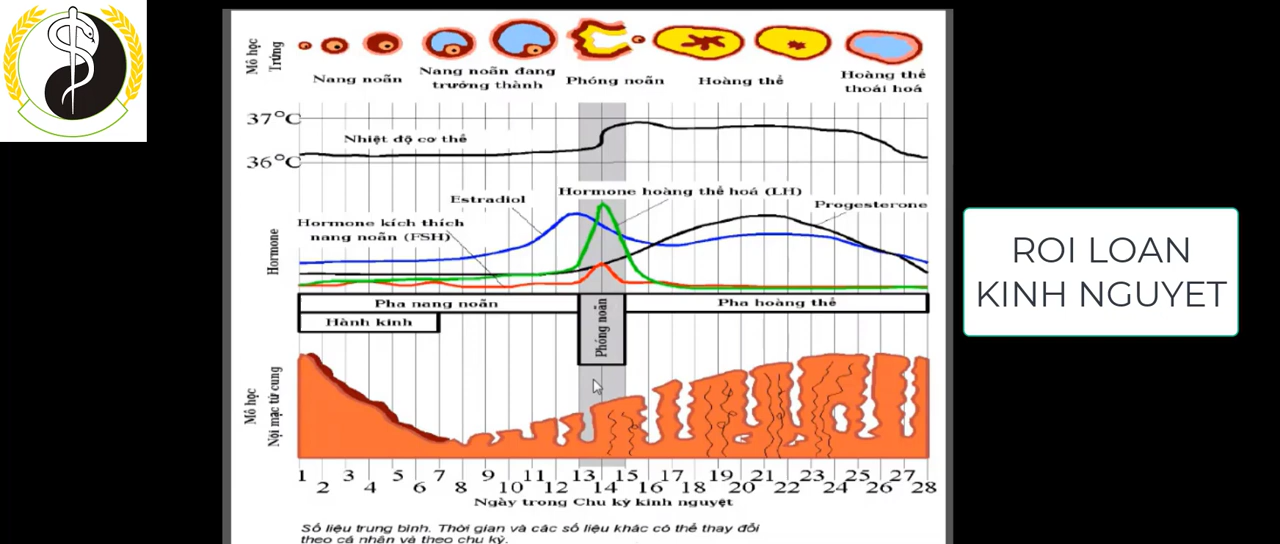 Mô học
Trứng
Nang noãn
Nang noãn đang
trưởng thành
Phóng noãn
Hoàng thể
Hoàng thể
thoái hoá
37°C
Nhiệt độ cơ thể
36°C
Hormone
Estradiol
Hormone hoàng thể hoá (LH)
Progesterone
Hormone kích thích
nang noãn (FSH)
Pha nang noãn
Phóng noãn
Pha hoàng thể
Hành kinh
Mô học
Nội mạc tử cung
1 2 3 4 5 6 7 8 9 10 11 12 13 14 15 16 17 18 19 20 21 22 23 24 25 26 27 28
Ngày trong Chu kỳ kinh nguyệt
Số liệu trung bình. Thời gian và các số liệu khác có thể thay đổi
theo cá nhân và theo chu kỳ.
ROI LOAN
KINH NGUYET